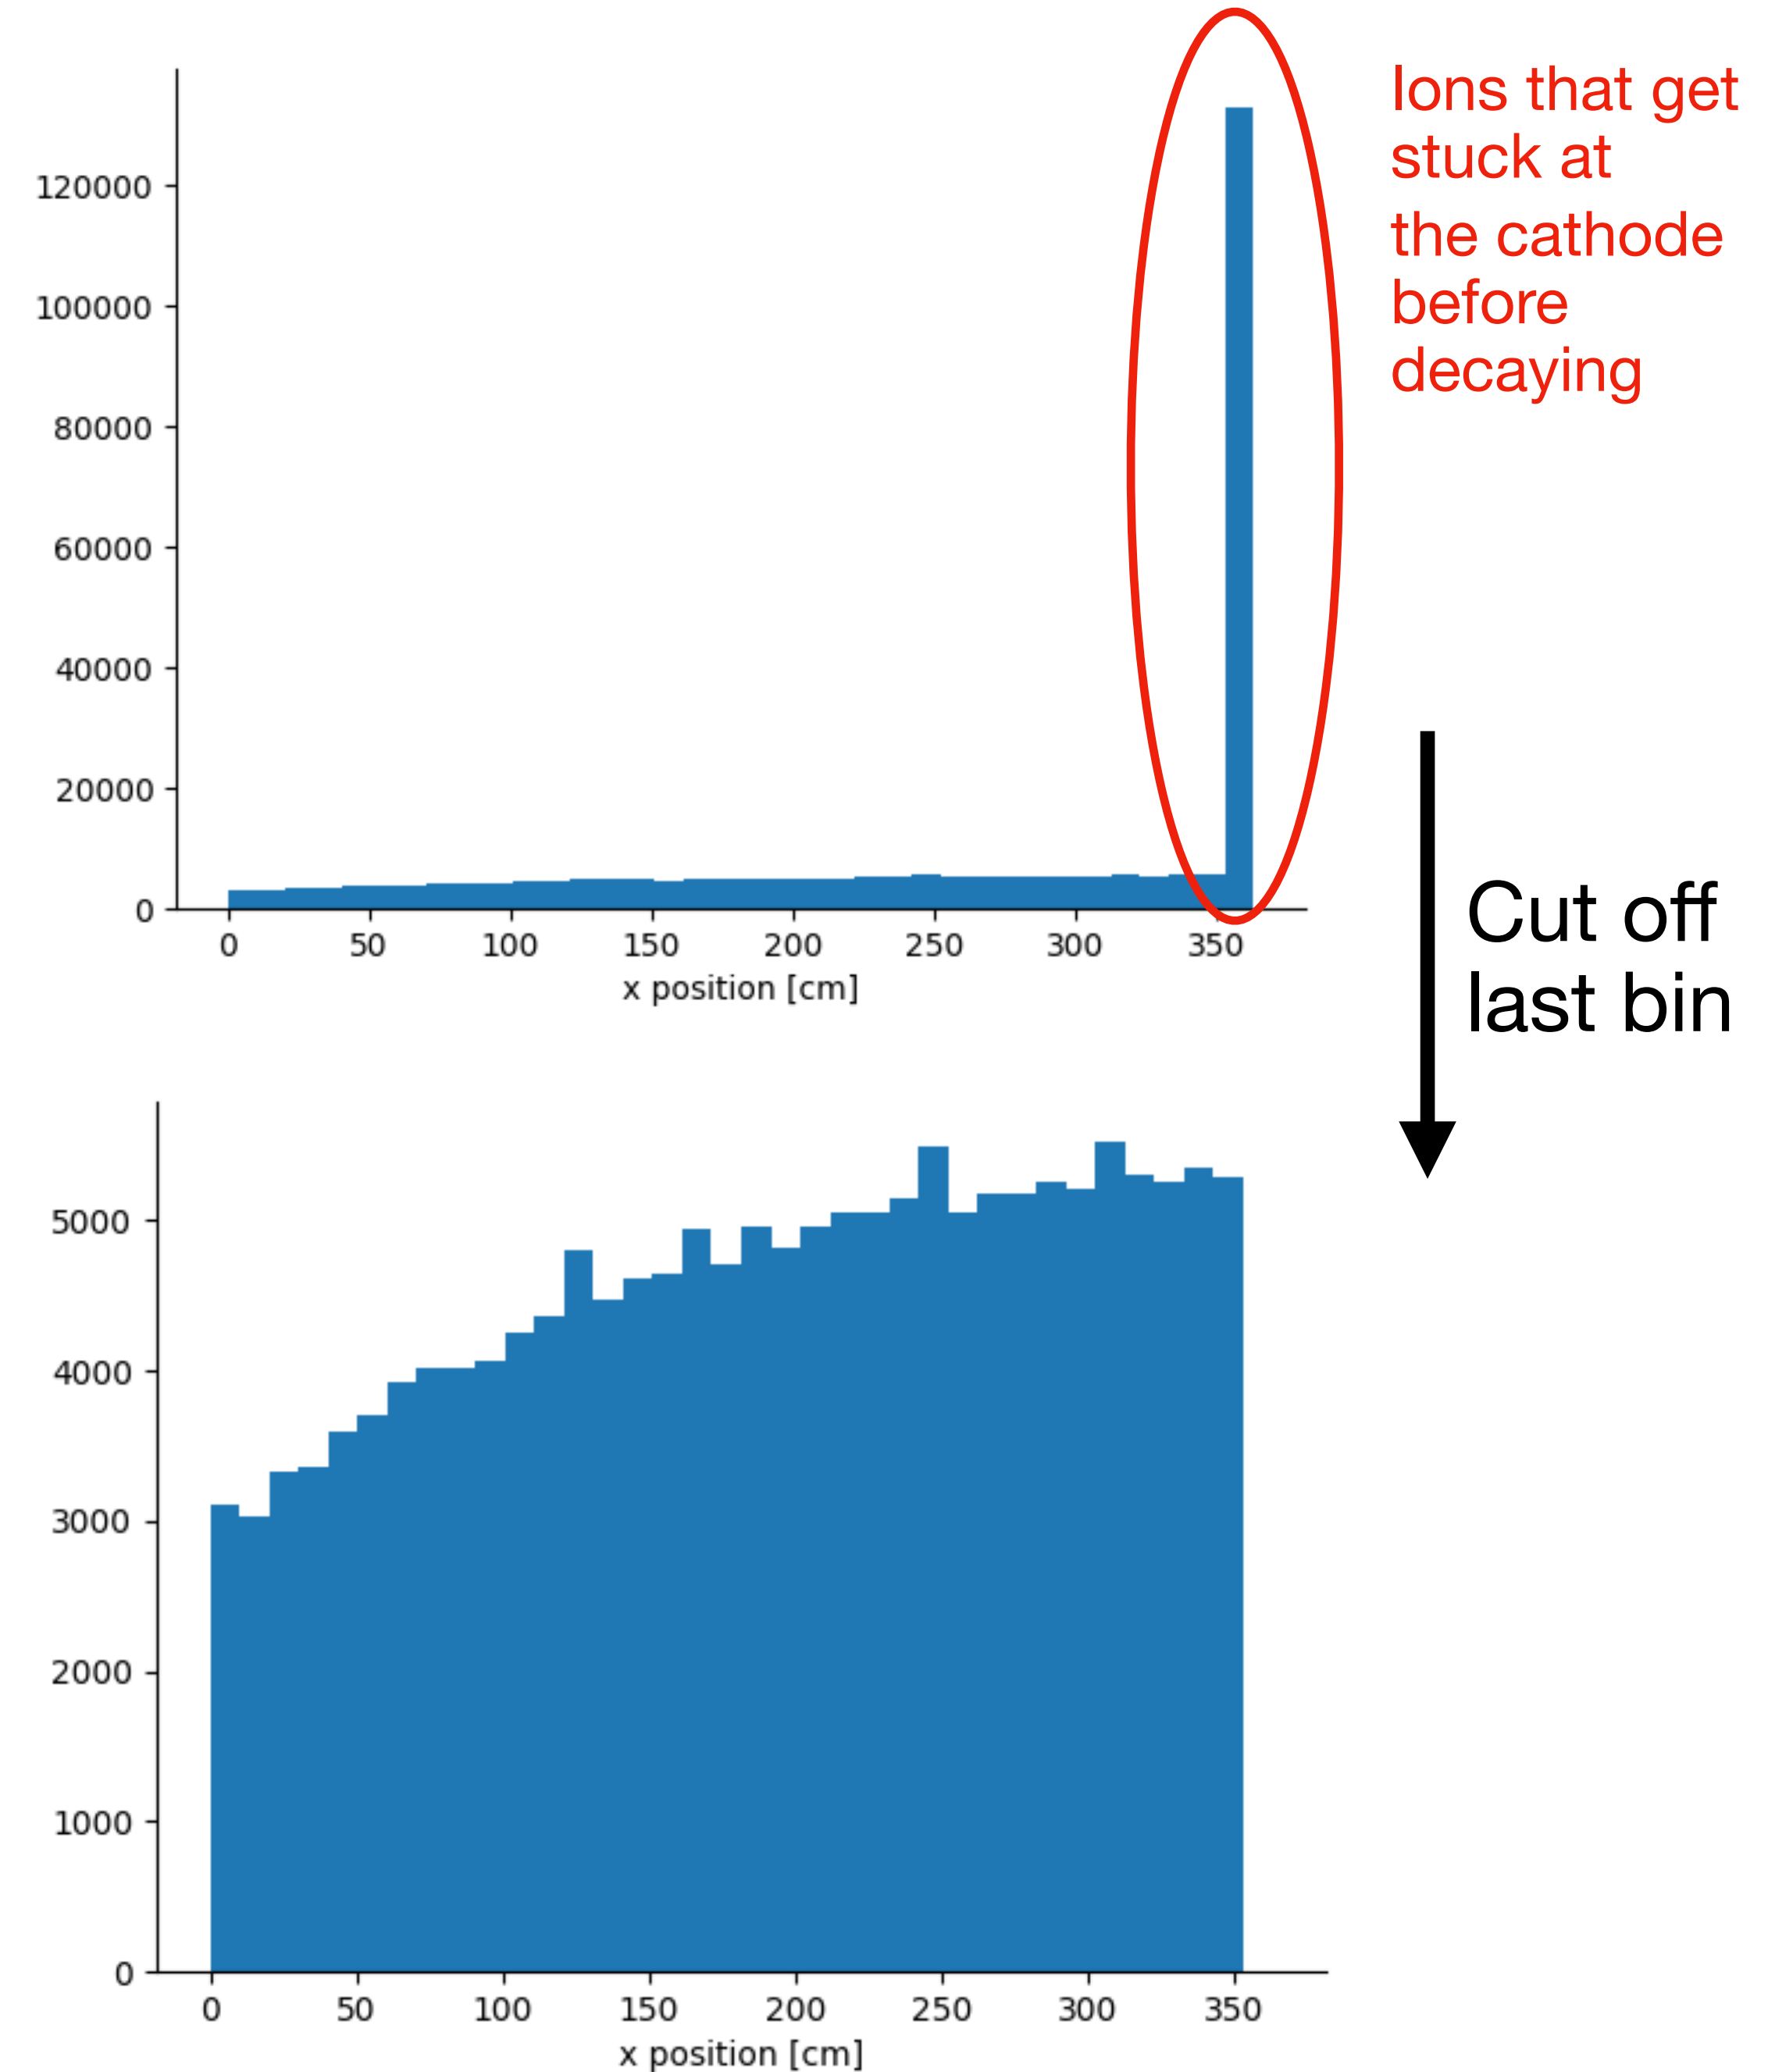 Ions that get
stuck at
the cathode
before
decaying
120000
100000
80000
60000
40000
20000
0
0 50 100 150 200 250 300 350
x position [cm]
Cut off
last bin
5000
4000
3000
2000
1000
0
0 50 100 150 200 250 300 350
x position [cm]